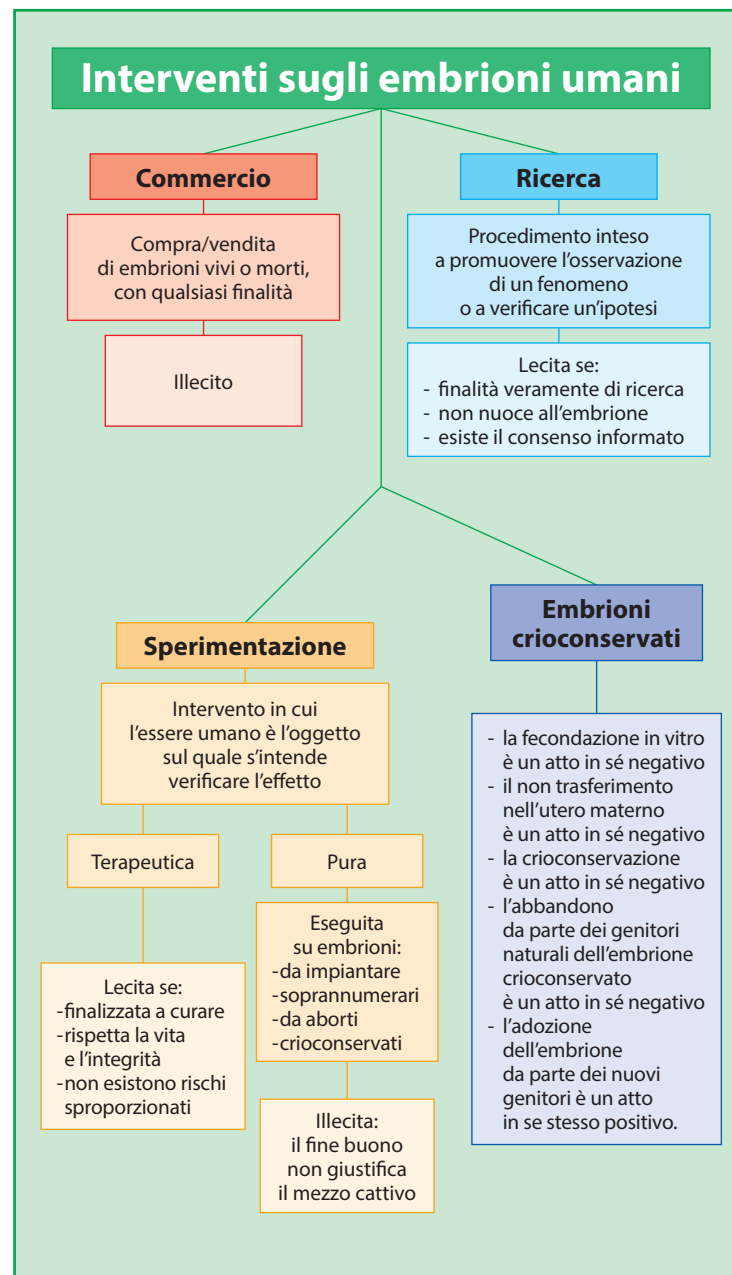 Interventi sugli embrioni umani
Commercio
Compra/vendita
di embrioni vivi o morti,
con qualsiasi finalità
Illecito
Ricerca
Procedimento inteso
a promuovere l'osservazione
di un fenomeno
o a verificare un'ipotesi
Lecita se:
- finalità veramente di ricerca
- non nuoce all'embrione
- esiste il consenso informato
Sperimentazione
Intervento in cui
l'essere umano è l'oggetto
sul quale s'intende
verificare l'effetto
Terapeutica
Lecita se:
-finalizzata a curare
-rispetta la vita
e l'integrità
-non esistono rischi
sproporzionati
Pura
Eseguita
su embrioni:
-da impiantare
-soprannumerari
-da aborti
-crioconservati
Illecita:
il fine buono
non giustifica
il mezzo cattivo
Embrioni
crioconservati
- la fecondazione in vitro
è un atto in sé negativo
- il non trasferimento
nell'utero materno
è un atto in sé negativo
- la crioconservazione
è un atto in sé negativo
- l'abbandono
da parte dei genitori
naturali dell'embrione
crioconservato
è un atto in sé negativo
- l'adozione
dell'embrione
da parte dei nuovi
genitori è un atto
in se stesso positivo.